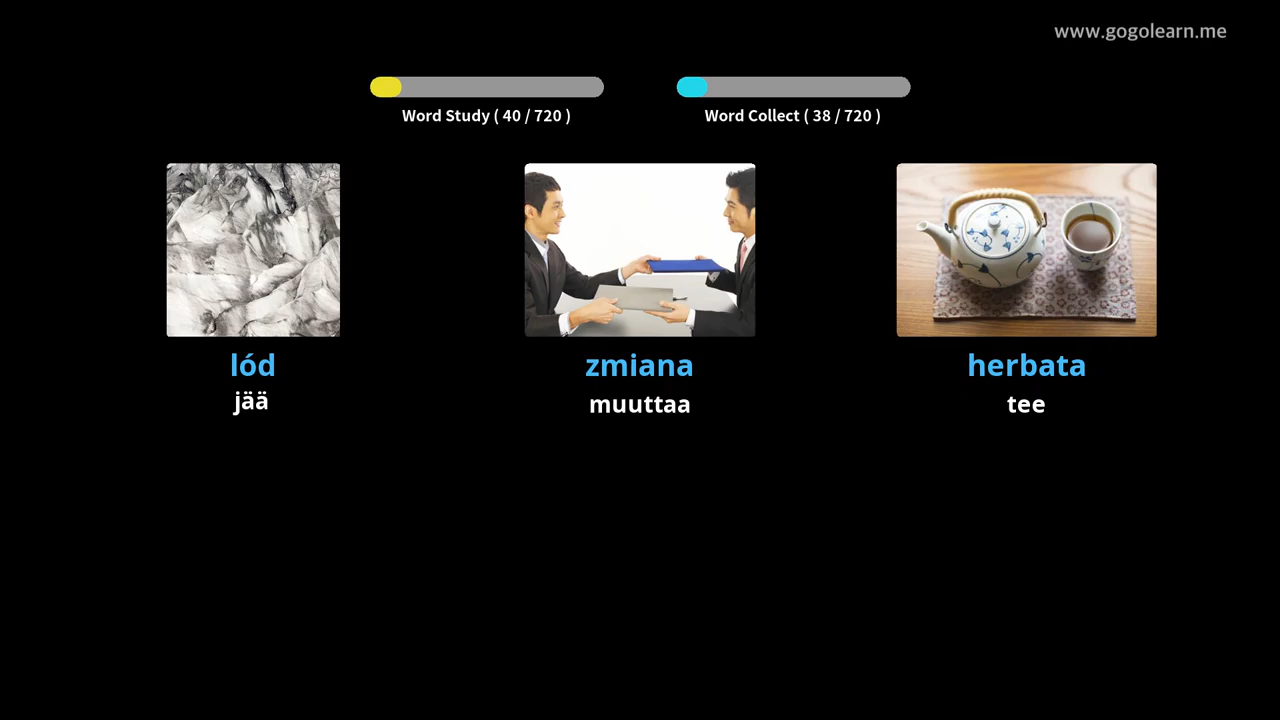 www.gogolearn.me
Word Study ( 40 / 720 )
Word Collect ( 38 / 720 )
lód
zmiana
herbata
jää
muuttaa
tee